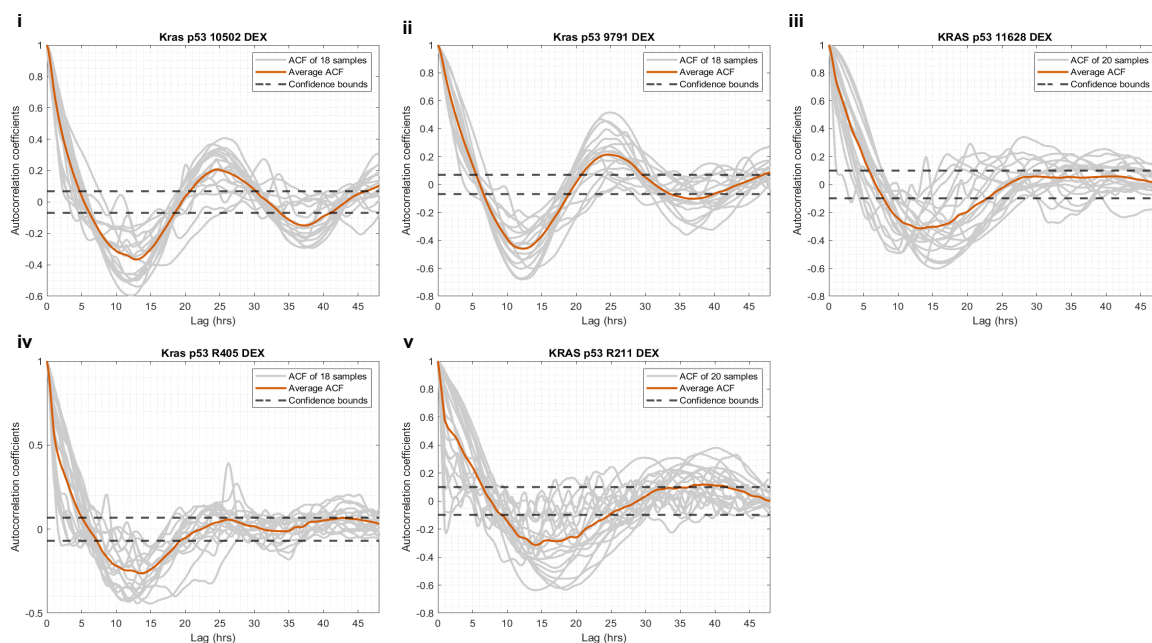 i
Kras p53 10502 DEX
ACF of 18 samples
Average ACF
Confidence bounds
Autocorrelation coefficients
1
0.8
0.6
0.4
0.2
0
-0.2
-0.4
-0.6
0 5 10 15 20 25 30 35 40 45
Lag (hrs)
ii
Kras p53 9791 DEX
ACF of 18 samples
Average ACF
Confidence bounds
Autocorrelation coefficients
1
0.8
0.6
0.4
0.2
0
-0.2
-0.4
-0.6
-0.8
0 5 10 15 20 25 30 35 40 45
Lag (hrs)
iii
KRAS p53 11628 DEX
ACF of 20 samples
Average ACF
Confidence bounds
Autocorrelation coefficients
1
0.8
0.6
0.4
0.2
0
-0.2
-0.4
-0.6
-0.8
0 5 10 15 20 25 30 35 40 45
Lag (hrs)
iv
Kras p53 R405 DEX
ACF of 18 samples
Average ACF
Confidence bounds
Autocorrelation coefficients
1
0.5
0
-0.5
0 5 10 15 20 25 30 35 40 45
Lag (hrs)
v
KRAS p53 R211 DEX
ACF of 20 samples
Average ACF
Confidence bounds
Autocorrelation coefficients
1
0.8
0.6
0.4
0.2
0
-0.2
-0.4
-0.6
-0.8
0 5 10 15 20 25 30 35 40 45
Lag (hrs)